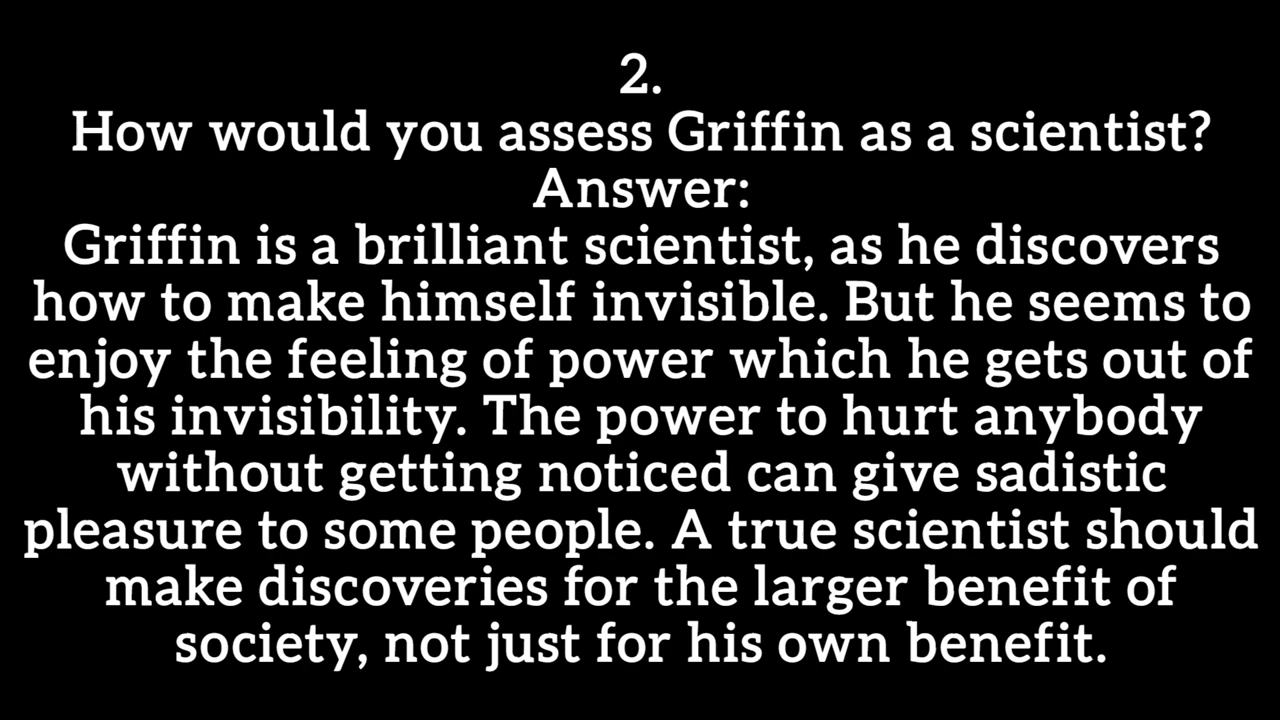 2.
How would you assess Griffin as a scientist?
Answer:
Griffin is a brilliant scientist, as he discovers
how to make himself invisible. But he seems to
enjoy the feeling of power which he gets out of
his invisibility. The power to hurt anybody
without getting noticed can give sadistic
pleasure to some people. A true scientist should
make discoveries for the larger benefit of
society, not just for his own benefit.